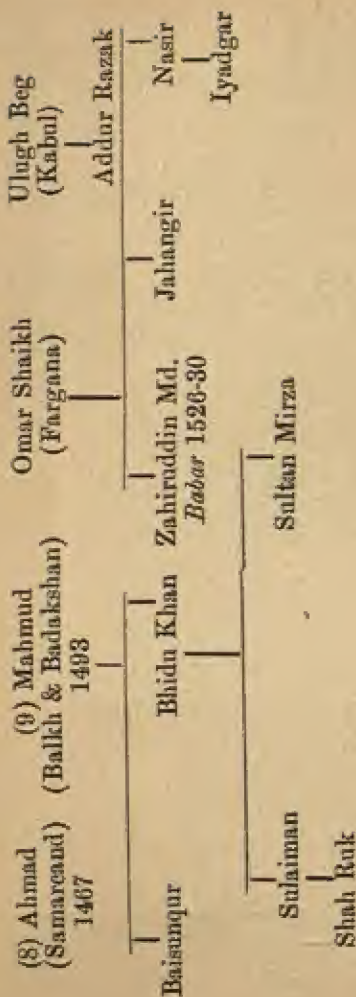 (8) Ahmad
(Samarcand)
1467
(9) Mahmud
(Balkh & Badakshan)
1493
Omar Shaikh
(Fargana)
Ulugh Beg
(Kabul)
Addur Razak
Baisunqur
Bhidu Khan
Zahiruddin Md.
Babar 1526-30
Jahangir
Nasir
Iyadgar
Sulaiman
Sultan Mirza
Shah Ruk